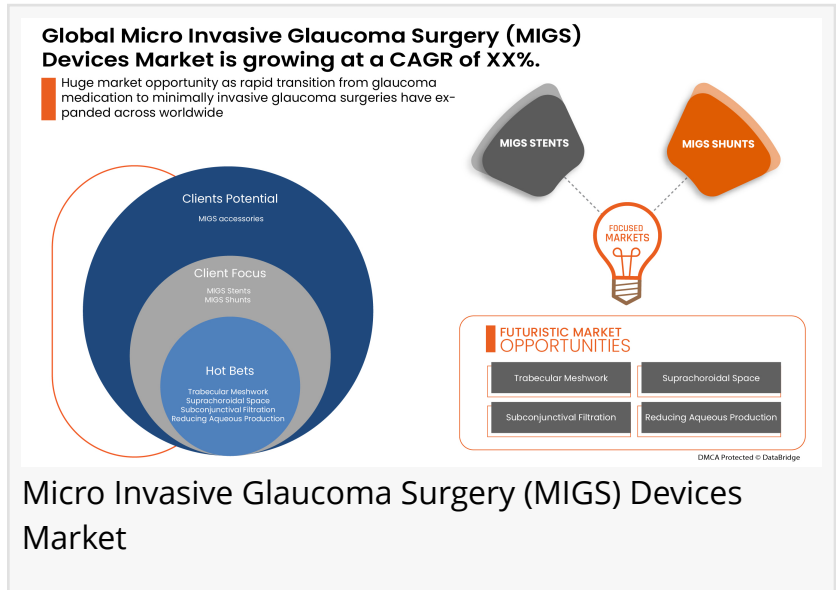 Global Micro Invasive Glaucoma Surgery (MIGS)
Devices Market is growing at a CAGR of XX%.
Huge market opportunity as rapid transition from glaucoma
medication to minimally invasive glaucoma surgeries have ex-
panded across worldwide
Clients Potential
MIGS accessories
Client Focus
MIGS Stents
MIGS Shunts
Hot Bets
Trabecular Meshwork
Suprachoroidal Space
Subconjunctival Filtration
Reducing Aqueous Production
MIGS STENTS
MIGS SHUNTS
FOCUSED
MARKETS
FUTURISTIC MARKET
OPPORTUNITIES
Trabecular Meshwork
Suprachoroidal Space
Subconjunctival Filtration
Reducing Aqueous Production
DMCA Protected © DataBridge
Micro Invasive Glaucoma Surgery (MIGS) Devices
Market